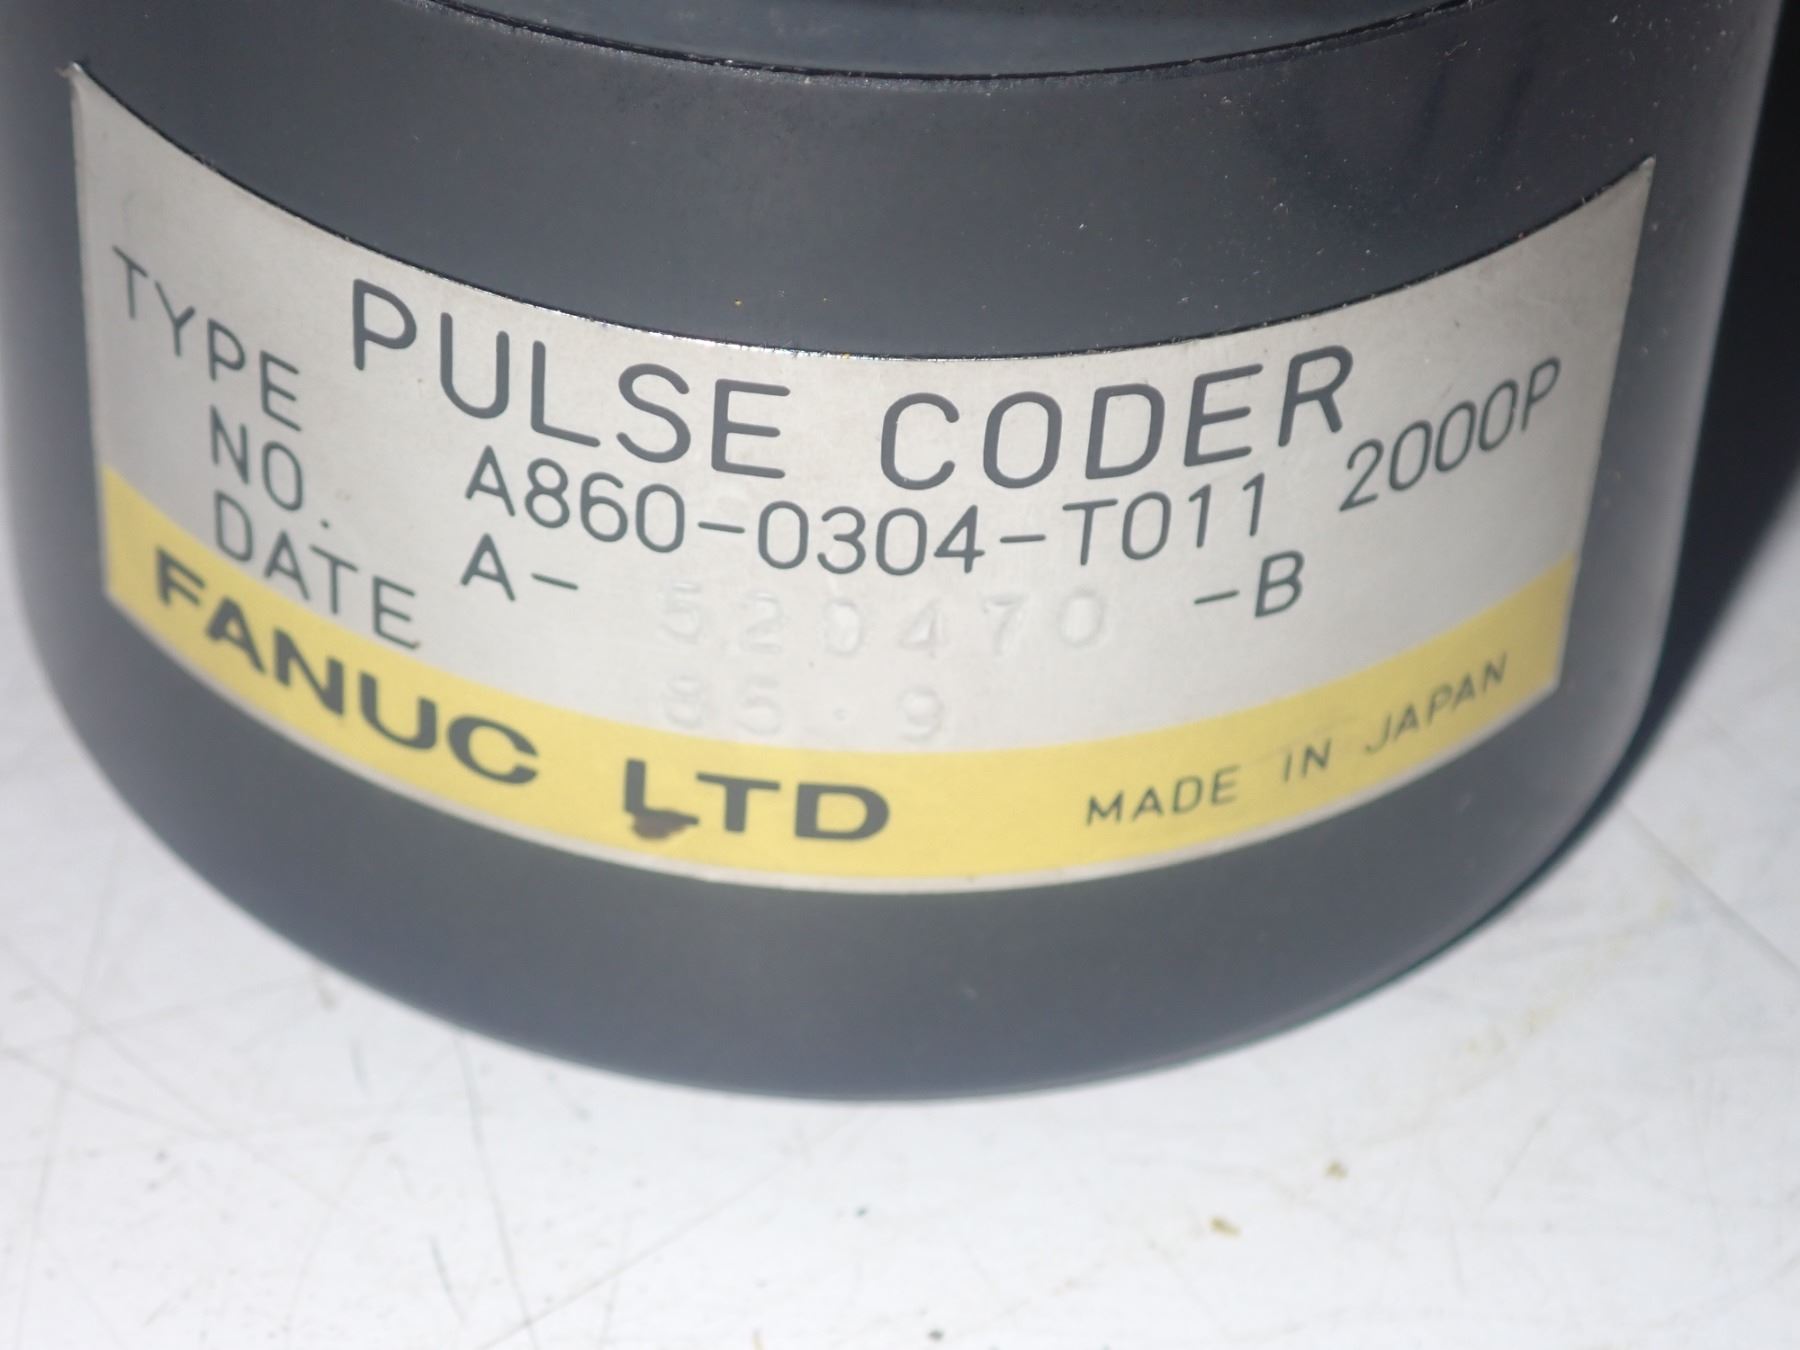 PULSE CODER
TYPE A860-0304-T011 2000P
NO. A- 520470 -B
DATE 85.9
FANUC LTD MADE IN JAPAN